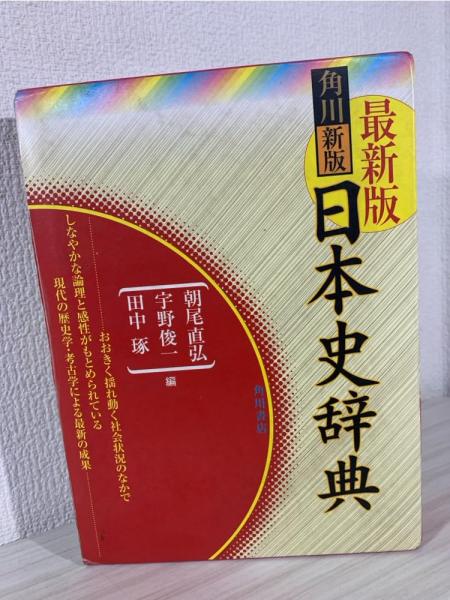 最新版
角川
新版
日本史辞典
朝尾直弘
宇野俊一
田中 琢
編
角川書店
おおきく揺れ動く社会状況のなかで
しなやかな論理と感性がもとめられている
現代の歴史学・考古学による最新の成果